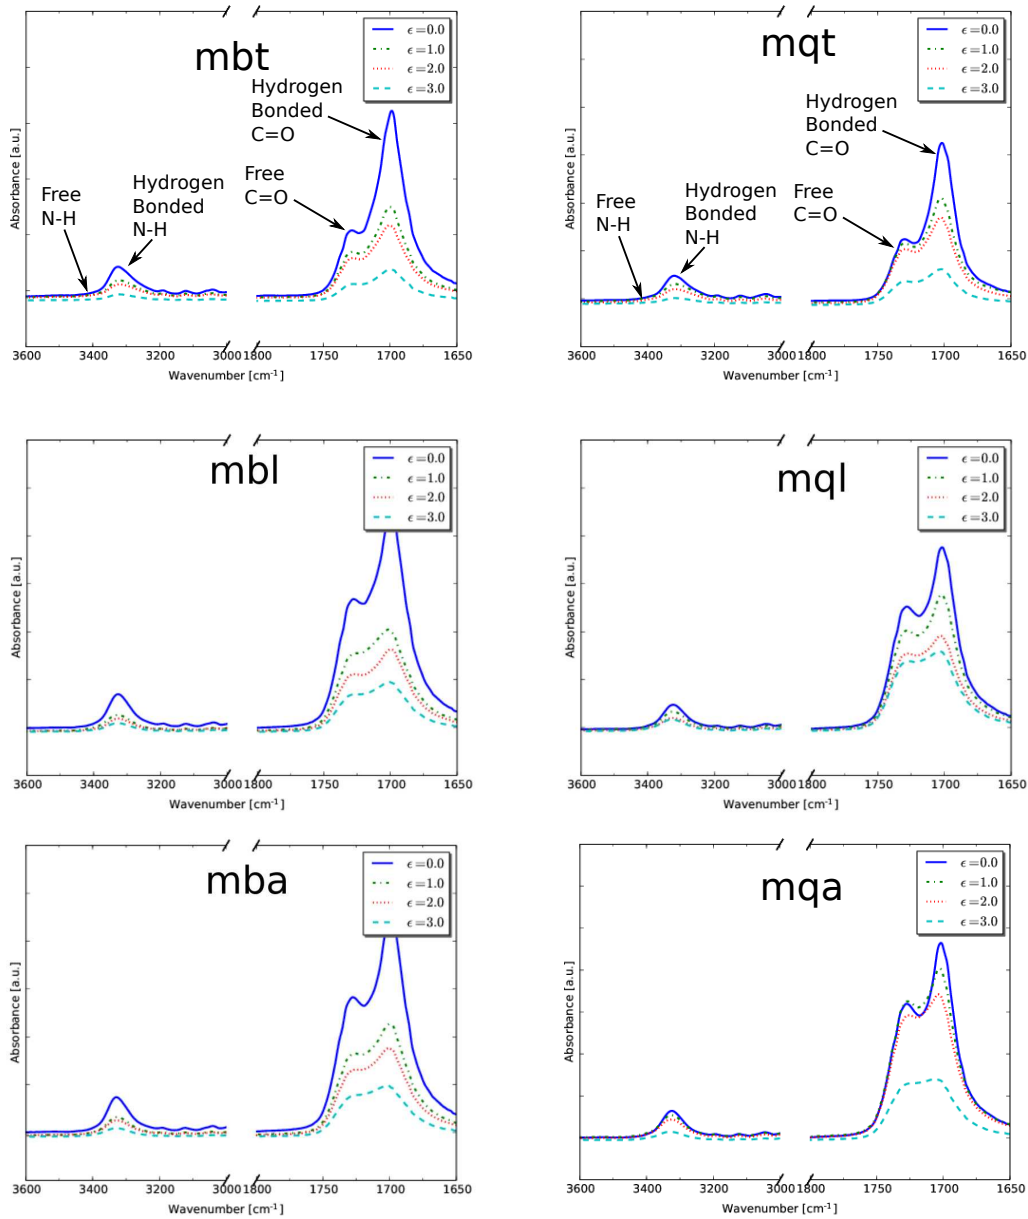 mbt
ϵ=0.0
ϵ=1.0
ϵ=2.0
ϵ=3.0
Hydrogen
Bonded
C=O
Free
C=O
Free
N-H
Hydrogen
Bonded
N-H
Absorbance [a.u.]
3600 3400 3200 3000 1800 1750 1700 1650
Wavenumber [cm⁻¹]
mqt
ϵ=0.0
ϵ=1.0
ϵ=2.0
ϵ=3.0
Hydrogen
Bonded
C=O
Free
C=O
Free
N-H
Hydrogen
Bonded
N-H
Absorbance [a.u.]
3600 3400 3200 3000 1800 1750 1700 1650
Wavenumber [cm⁻¹]
mbl
ϵ=0.0
ϵ=1.0
ϵ=2.0
ϵ=3.0
Absorbance [a.u.]
3600 3400 3200 3000 1800 1750 1700 1650
Wavenumber [cm⁻¹]
mql
ϵ=0.0
ϵ=1.0
ϵ=2.0
ϵ=3.0
Absorbance [a.u.]
3600 3400 3200 3000 1800 1750 1700 1650
Wavenumber [cm⁻¹]
mba
ϵ=0.0
ϵ=1.0
ϵ=2.0
ϵ=3.0
Absorbance [a.u.]
3600 3400 3200 3000 1800 1750 1700 1650
Wavenumber [cm⁻¹]
mqa
ϵ=0.0
ϵ=1.0
ϵ=2.0
ϵ=3.0
Absorbance [a.u.]
3600 3400 3200 3000 1800 1750 1700 1650
Wavenumber [cm⁻¹]